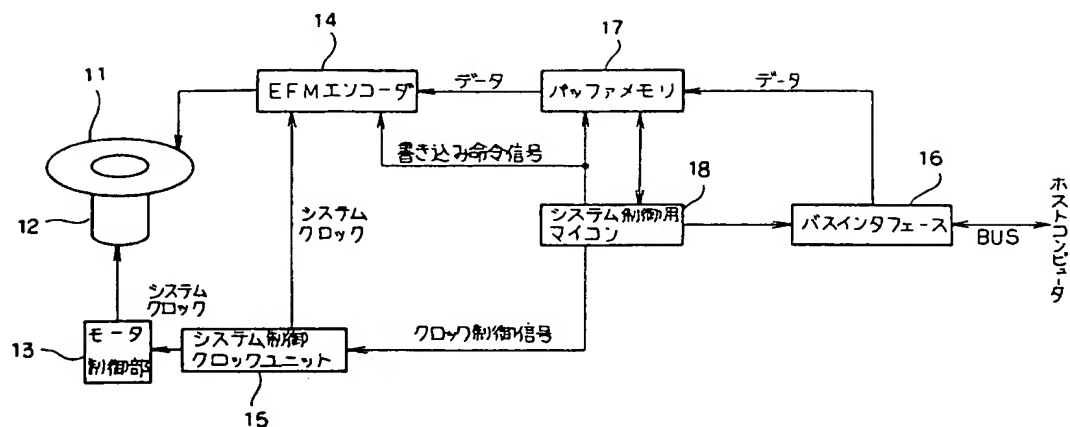 14
17
11
EFMエンコーダ
データ
バッファメモリ
データ
書き込み命令信号
18
16
12
システム
クロック
システム制御用
マイコン
バスインタフェース
BUS
ホストコンピュータ
システム
クロック
13
モータ
制御部
システム制御
クロックユニット
クロック制御信号
15